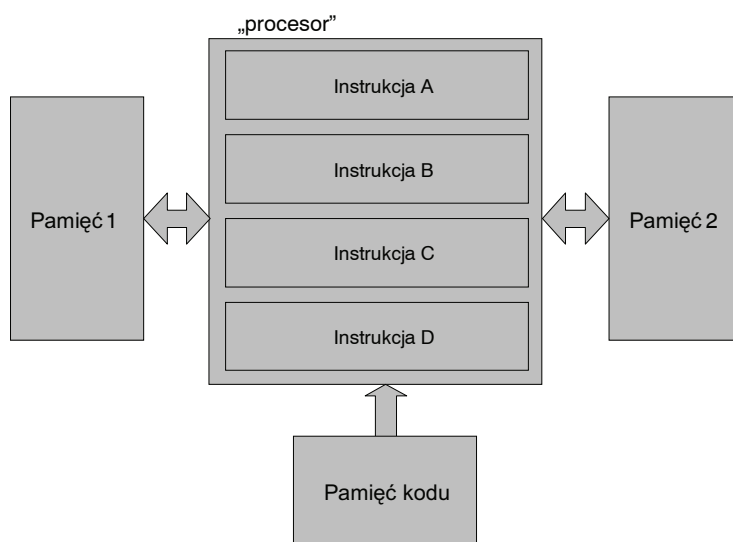 „procesor”
Instrukcja A
Instrukcja B
Pamięć 1
Pamięć 2
Instrukcja C
Instrukcja D
Pamięć kodu